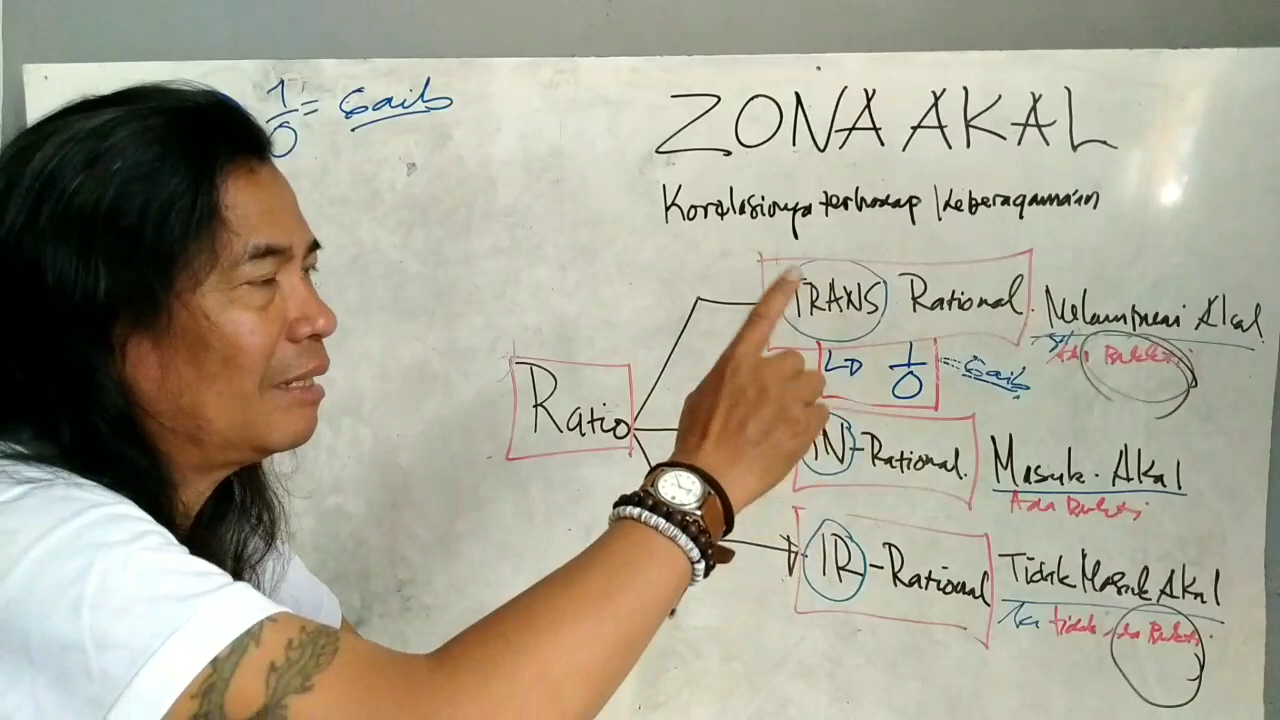 1/0 = Gaib
ZONA AKAL
Korelasinya terhadap Keberagamaan
TRANS Rational. Melampaui Akal
Ada Bukti
LD 1/0 Gaib
Ratio
IN-Rational. Masuk Akal
Ada Bukti
IR-Rational Tidak Masuk Akal
tidak ada Bukti.